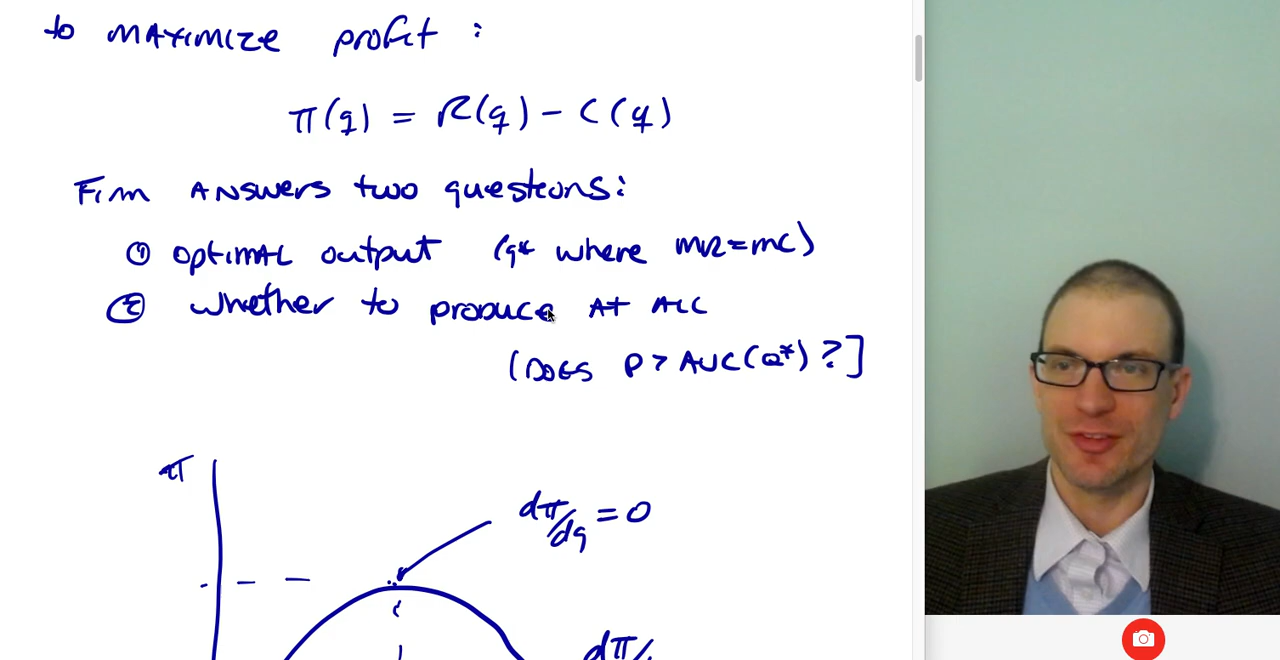 to MAXIMIZE profit :
π(q) = R(q) - C(q)
Firm ANSWERS two questions:
① OPTIMAL output (q* where MR=MC)
② whether to produce At ALL
(DOES P > AVC(Q*) ?]
π
dπ/dq = 0
dπ/